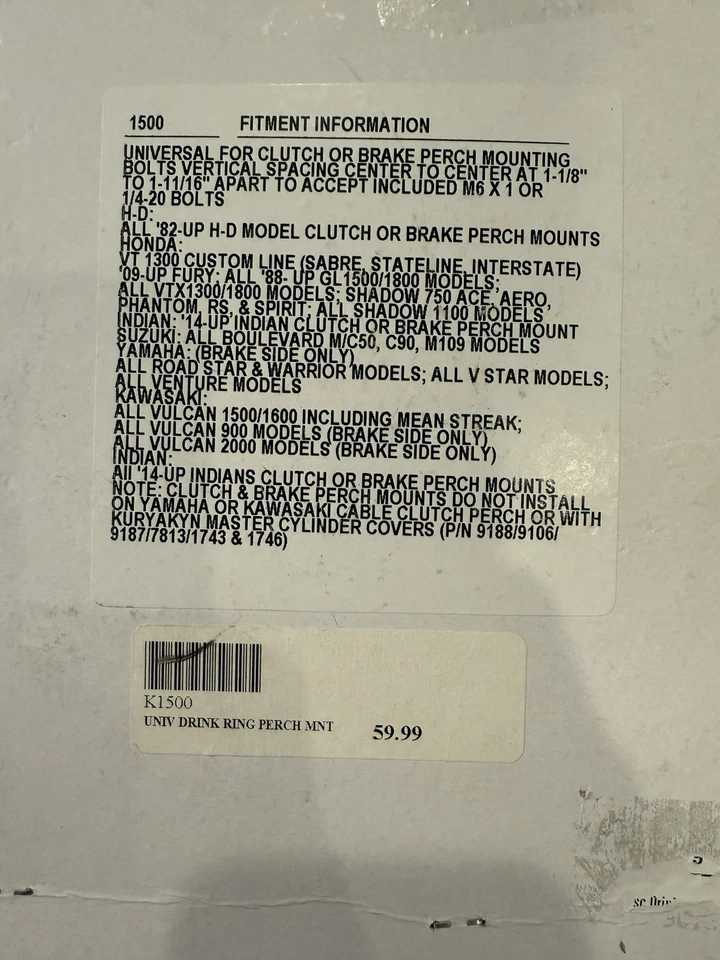 1500 FITMENT INFORMATION
UNIVERSAL FOR CLUTCH OR BRAKE PERCH MOUNTING
BOLTS VERTICAL SPACING CENTER TO CENTER AT 1-1/8"
TO 1-11/16" APART TO ACCEPT INCLUDED M6 X 1 OR
1/4-20 BOLTS
H-D:
ALL '82-UP H-D MODEL CLUTCH OR BRAKE PERCH MOUNTS
HONDA:
VT 1300 CUSTOM LINE (SABRE, STATELINE, INTERSTATE)
'09-UP FURY; ALL '88- UP GL1500/1800 MODELS;
ALL VTX1300/1800 MODELS; SHADOW 750 ACE, AERO,
PHANTOM, RS, & SPIRIT; ALL SHADOW 1100 MODELS
INDIAN: '14-UP INDIAN CLUTCH OR BRAKE PERCH MOUNT
SUZUKI: ALL BOULEVARD M/C50, C90, M109 MODELS
YAMAHA: (BRAKE SIDE ONLY)
ALL ROAD STAR & WARRIOR MODELS; ALL V STAR MODELS;
ALL VENTURE MODELS
KAWASAKI:
ALL VULCAN 1500/1600 INCLUDING MEAN STREAK;
ALL VULCAN 900 MODELS (BRAKE SIDE ONLY)
ALL VULCAN 2000 MODELS (BRAKE SIDE ONLY)
INDIAN:
All '14-UP INDIANS CLUTCH OR BRAKE PERCH MOUNTS
NOTE: CLUTCH & BRAKE PERCH MOUNTS DO NOT INSTALL
ON YAMAHA OR KAWASAKI CABLE CLUTCH PERCH OR WITH
KURYAKYN MASTER CYLINDER COVERS (P/N 9188/9106/
9187/7813/1743 & 1746)
K1500
UNIV DRINK RING PERCH MNT 59.99